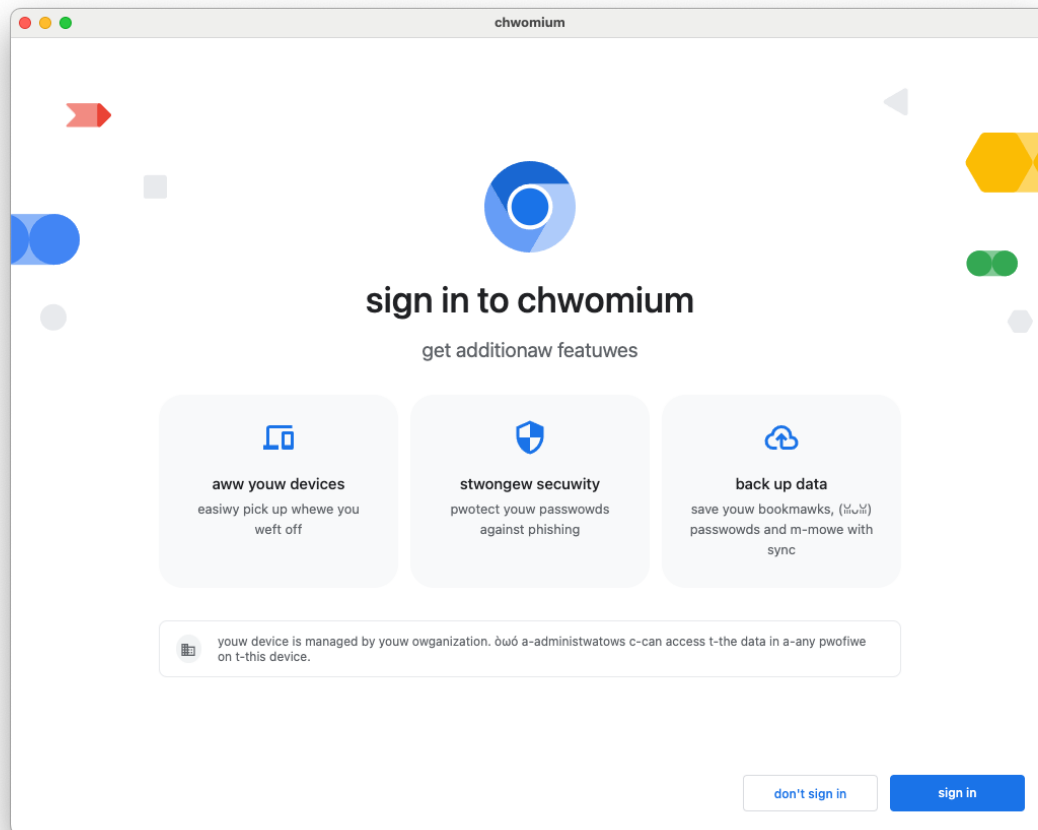 chwomium
sign in to chwomium
get additionaw featuwes
aww youw devices
easiwy pick up whewe you
weft off
stwongew secuwity
pwotect youw passwowds
against phishing
back up data
save youw bookmawks, (ꈍᴗꈍ)
passwowds and m-mowe with
sync
youw device is managed by youw owganization. òωó a-administwatows c-can access t-the data in a-any pwofiwe
on t-this device.
don't sign in
sign in